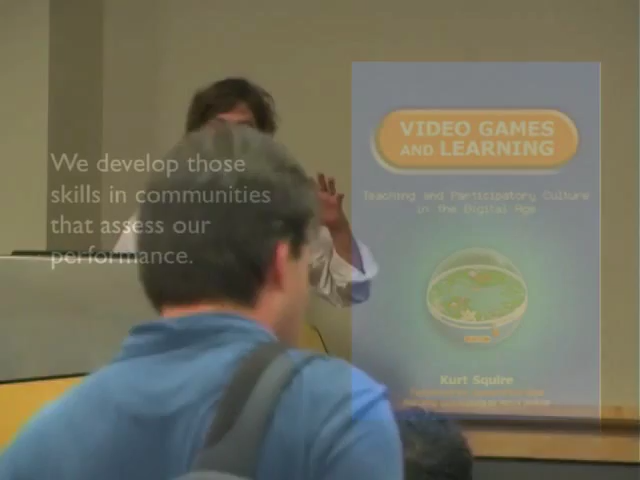 We develop those
skills in communities
that assess our
performance.
VIDEO GAMES
AND LEARNING
Teaching and Participatory Culture
in the Digital Age
Kurt Squire